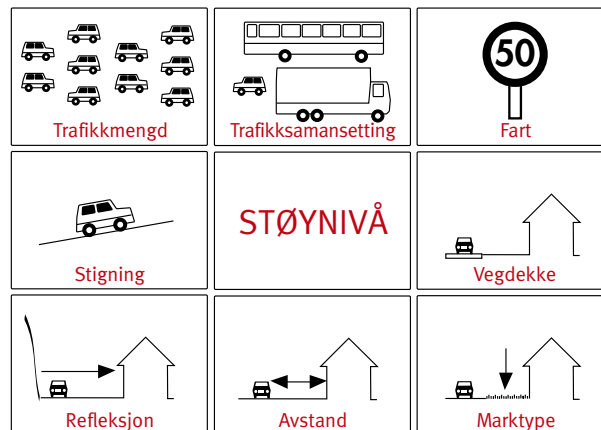 Trafikkmengd
Trafikksamansetting
50
Fart
Stigning
STØYNIVÅ
Vegdekke
Refleksjon
Avstand
Marktype